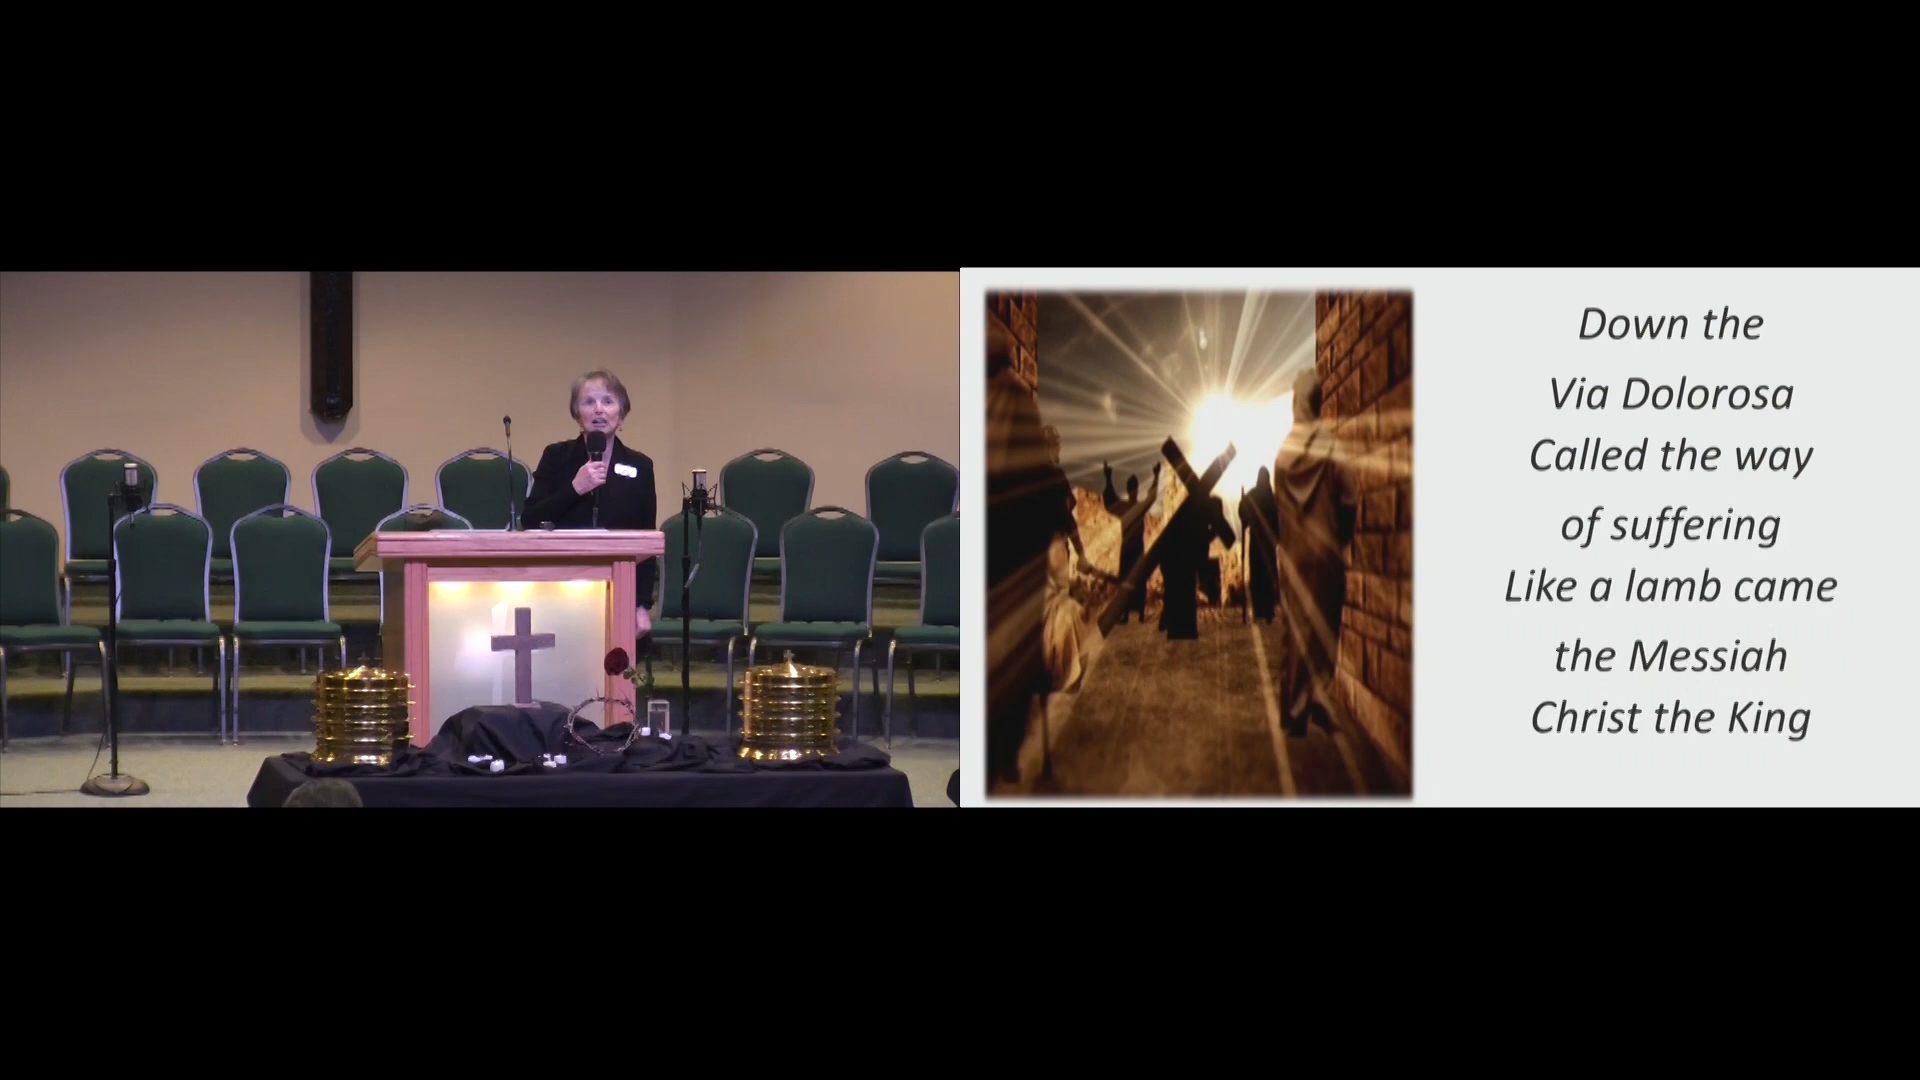 Down the
Via Dolorosa
Called the way
of suffering
Like a lamb came
the Messiah
Christ the King